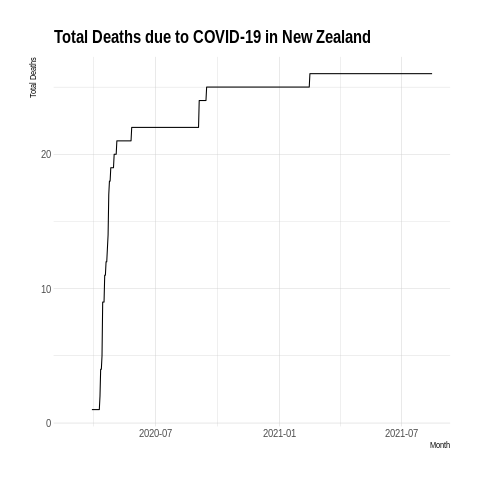 Total Deaths due to COVID-19 in New Zealand
Total Deaths
20
10
0
2020-07 2021-01 2021-07
Month